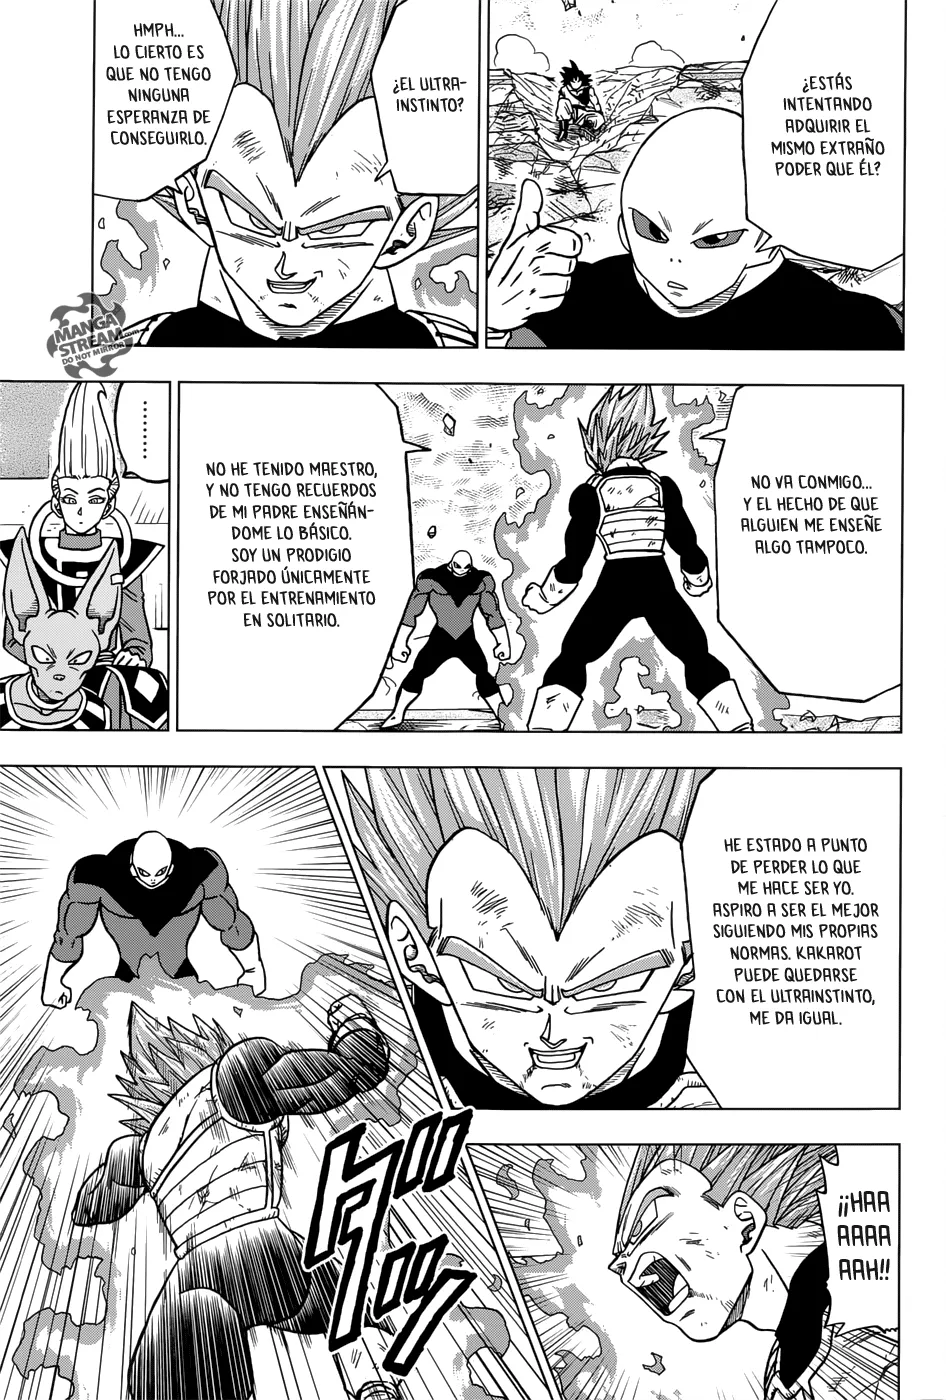 ¿ESTÁS
INTENTANDO
ADQUIRIR EL
MISMO EXTRAÑO
PODER QUE ÉL?
¿EL ULTRA-
INSTINTO?
HMPH...
LO CIERTO ES
QUE NO TENGO
NINGUNA
ESPERANZA DE
CONSEGUIRLO.
MANGA
STREAM.com
DO NOT MIRROR
NO VA CONMIGO...
Y EL HECHO DE QUE
ALGUIEN ME ENSEÑE
ALGO TAMPOCO.
NO HE TENIDO MAESTRO,
Y NO TENGO RECUERDOS
DE MI PADRE ENSEÑÁN-
DOME LO BÁSICO.
SOY UN PRODIGIO
FORJADO ÚNICAMENTE
POR EL ENTRENAMIENTO
EN SOLITARIO.
........
HE ESTADO A PUNTO
DE PERDER LO QUE
ME HACE SER YO.
ASPIRO A SER EL MEJOR
SIGUIENDO MIS PROPIAS
NORMAS. KAKAROT
PUEDE QUEDARSE
CON EL ULTRAINSTINTO,
ME DA IGUAL.
¡¡HAA
AAAA
AAH!!